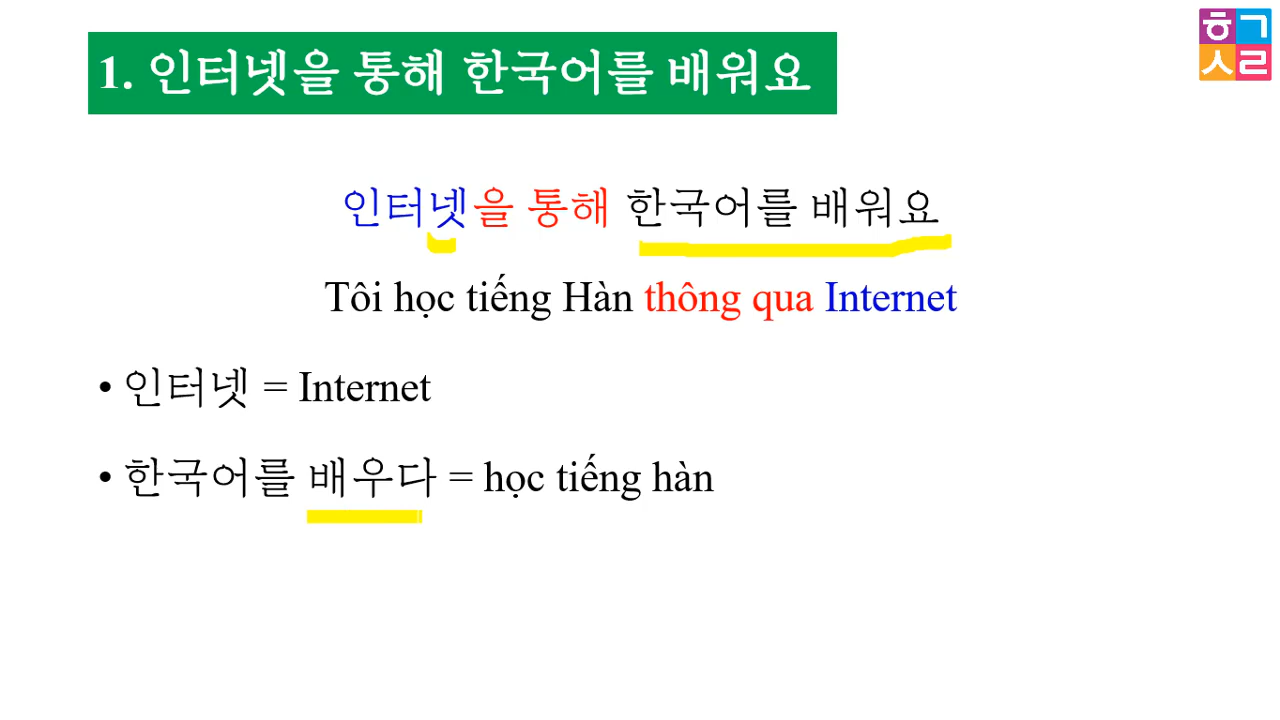 1. 인터넷을 통해 한국어를 배워요
인터넷을 통해 한국어를 배워요
Tôi học tiếng Hàn thông qua Internet
• 인터넷 = Internet
• 한국어를 배우다 = học tiếng hàn
ㅎㄱ
ㅅㄹ